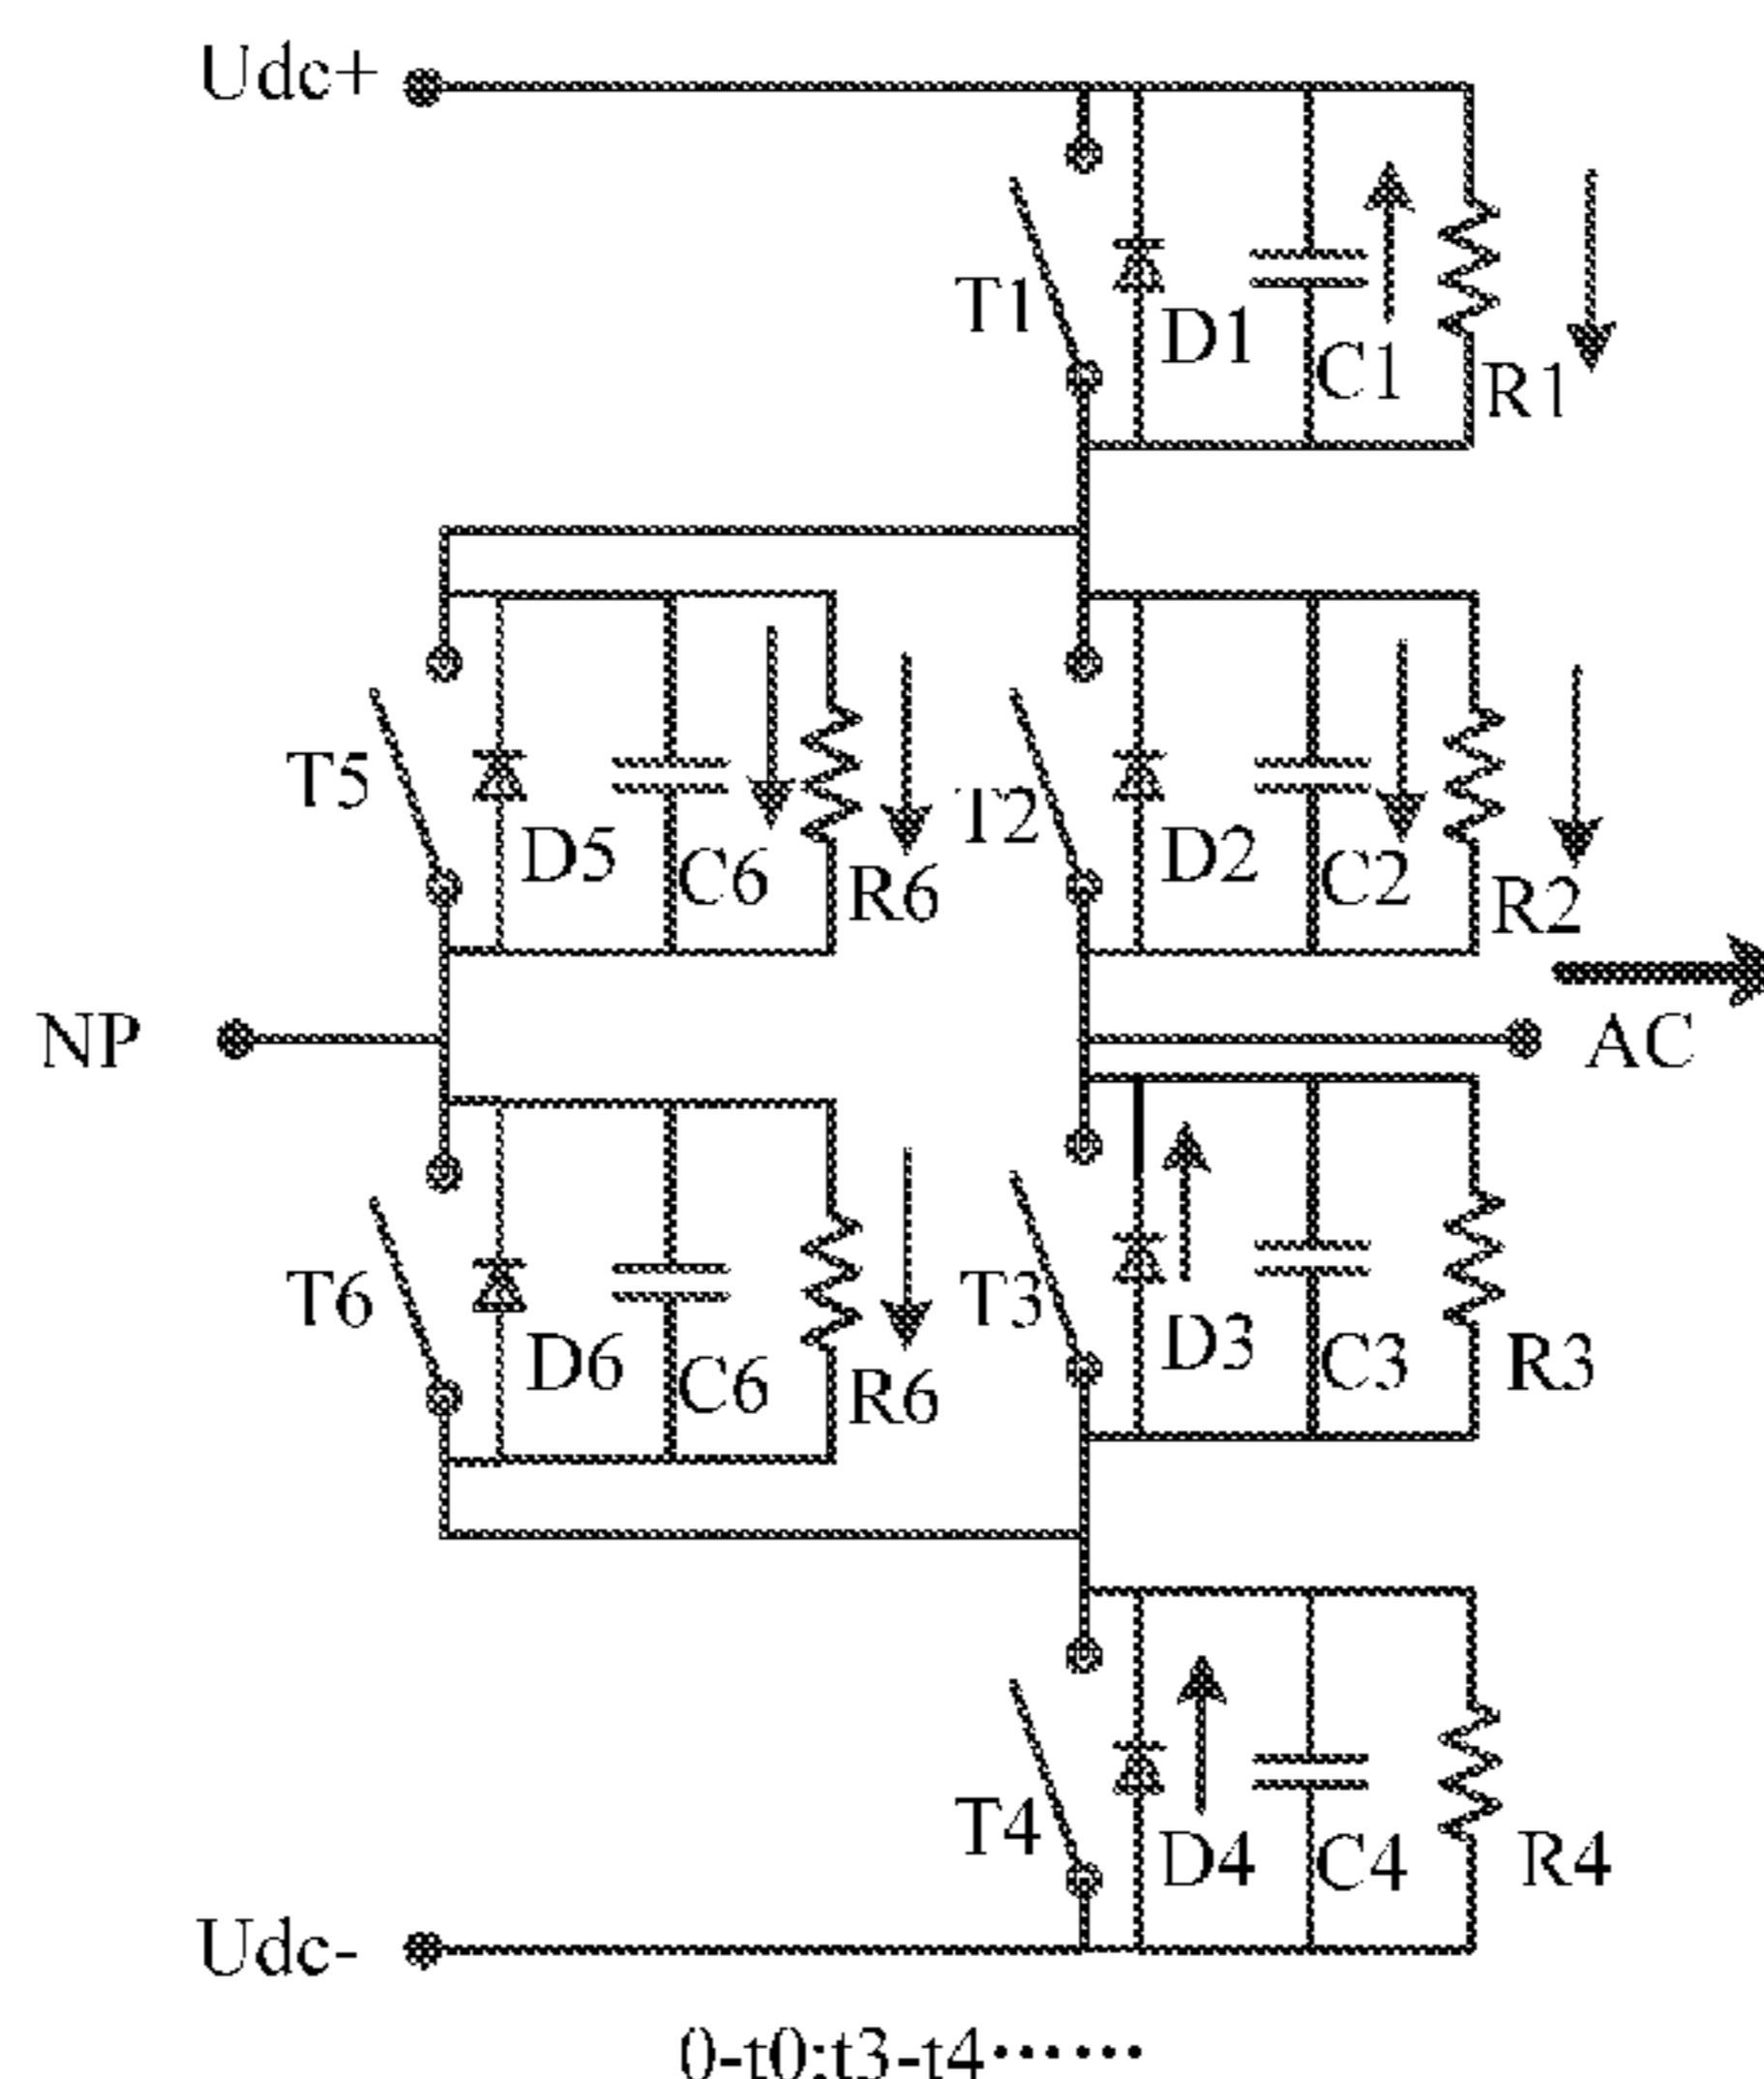 Udc+
T1
D1
C1
R1
T5
D5
C6
R6
T2
D2
C2
R2
NP
AC
T6
D6
C6
R6
T3
D3
C3
R3
T4
D4
C4
R4
Udc-
0-t0;t3-t4······